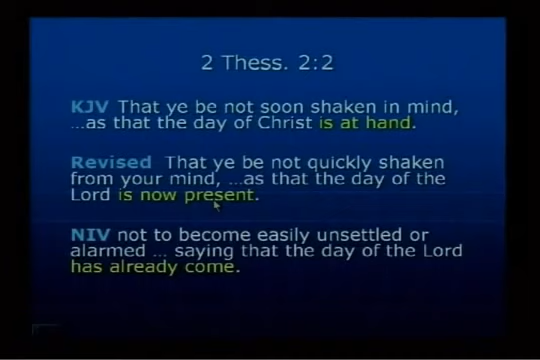 2 Thess. 2:2
KJV That ye be not soon shaken in mind,
...as that the day of Christ is at hand.
Revised That ye be not quickly shaken
from your mind, ...as that the day of the
Lord is now present.
NIV not to become easily unsettled or
alarmed ... saying that the day of the Lord
has already come.